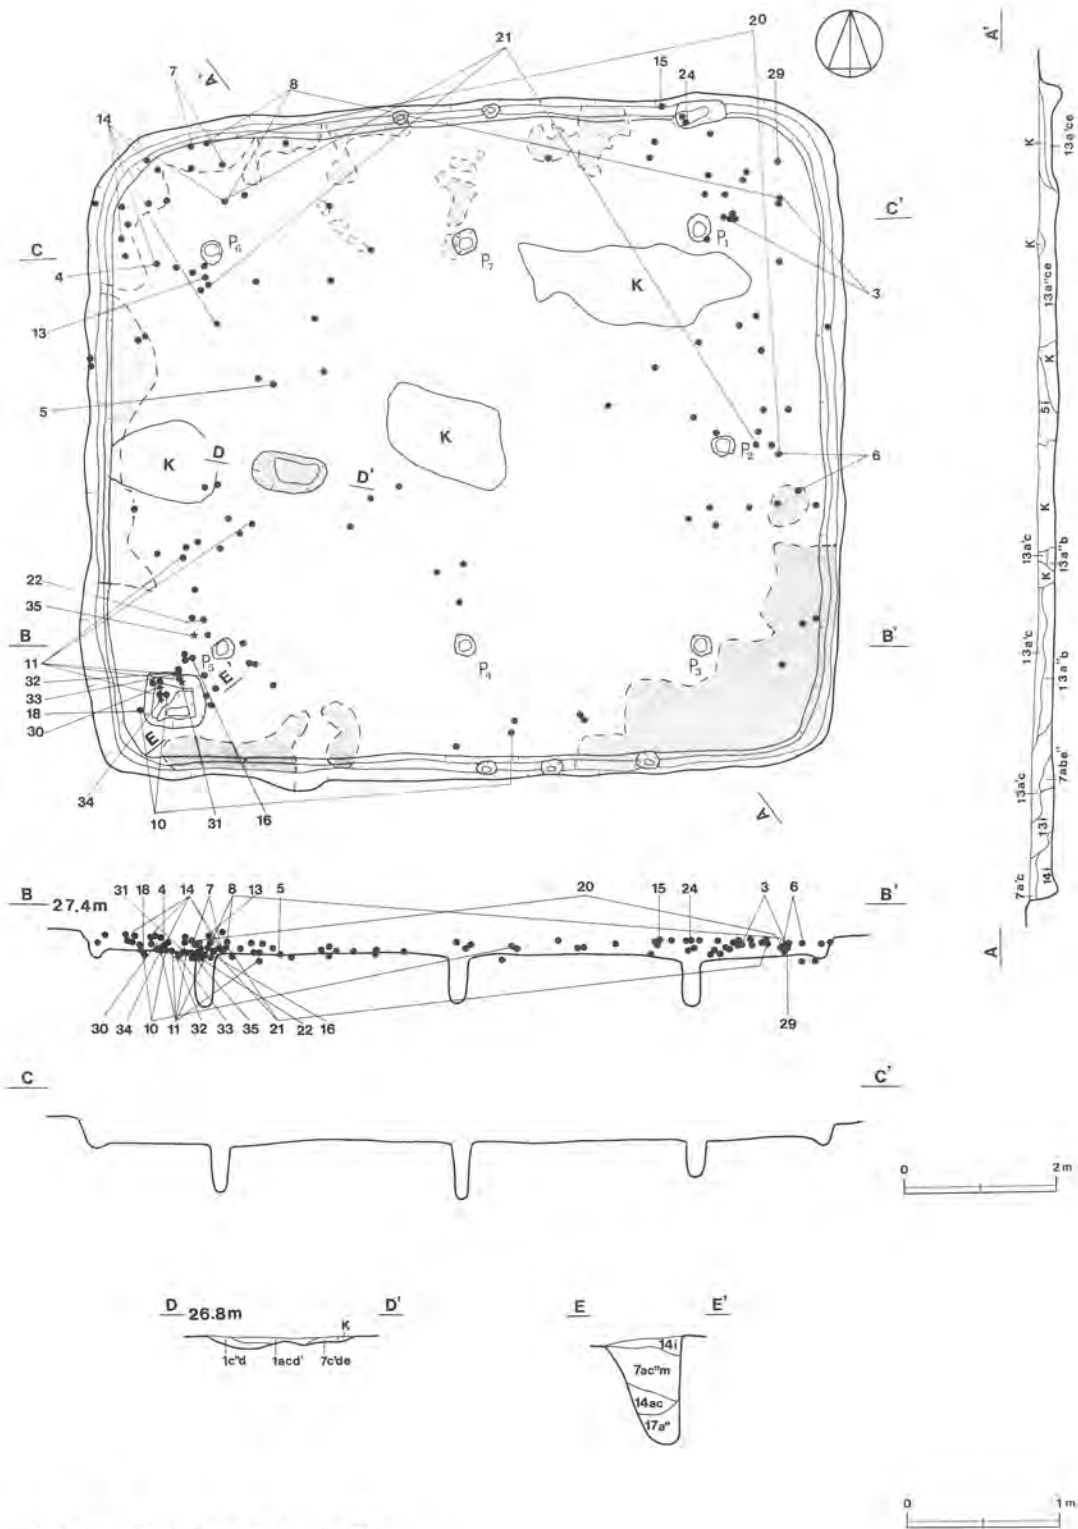 20
21
7
A'
8
15
24
29
A'
14
K
13a'ce
C
C'
P6
P7
P1
4
K
K
3
13
13a''ce
K
5
5i
K
D
K
D'
P2
6
K
13a'c
13a''b
K
22
35
B
B'
11
P5
P4
P3
13a'c
13a''b
32
E'
33
18
30
E
7abe''
34
13a'c
10
31
16
A
13i
14i
7a'c
B
27.4m
31 18 4 14 7 8 13 5 20 15 24 3 6
B'
A
30 34 10 11 32 33 35 21 22 16 29
C
C'
0
2m
D
26.8m
D'
E
E'
K
1c''d
1acd'
7c'de
14i
7ac''m
14ac
17a''
0
1m